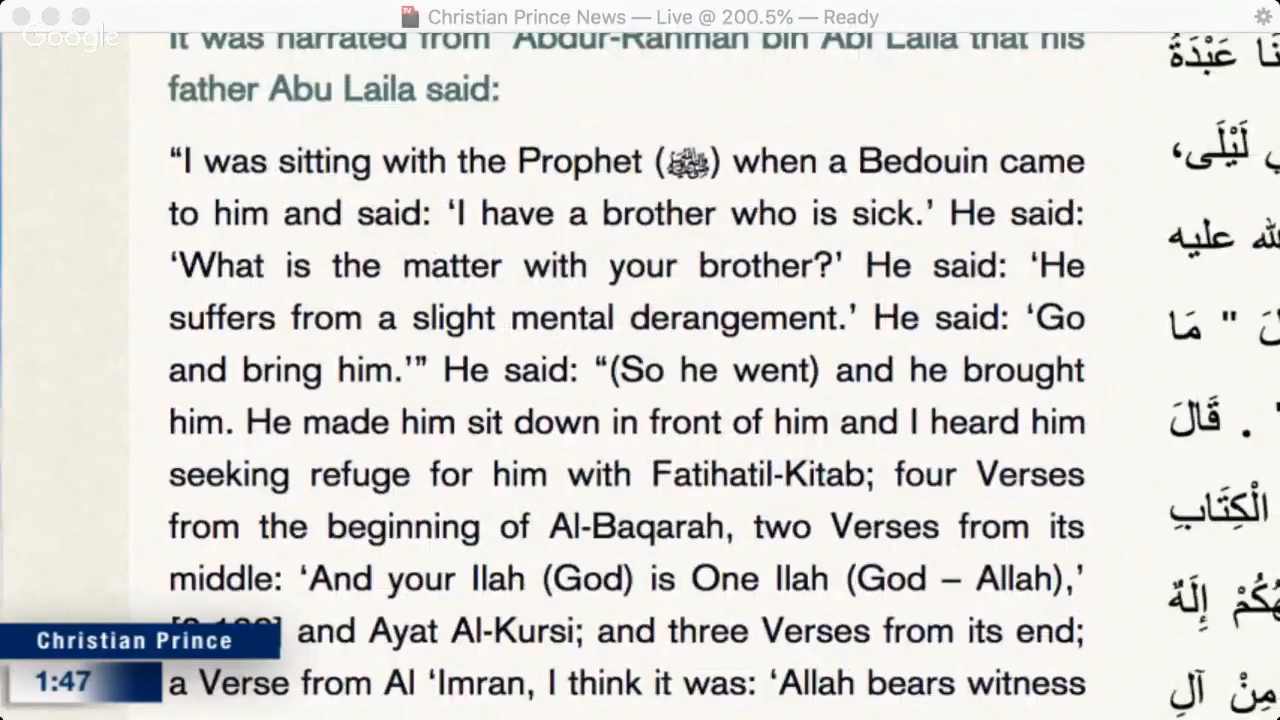 Christian Prince News — Live @ 200.5% — Ready
Google
It was narrated from 'Abdur-Rahman bin Abi Laila that his
father Abu Laila said:
“I was sitting with the Prophet (ﷺ) when a Bedouin came
to him and said: ‘I have a brother who is sick.’ He said:
‘What is the matter with your brother?’ He said: ‘He
suffers from a slight mental derangement.’ He said: ‘Go
and bring him.’” He said: “(So he went) and he brought
him. He made him sit down in front of him and I heard him
seeking refuge for him with Fatihatil-Kitab; four Verses
from the beginning of Al-Baqarah, two Verses from its
middle: ‘And your Ilah (God) is One Ilah (God – Allah),’
and Ayat Al-Kursi; and three Verses from its end;
a Verse from Al ‘Imran, I think it was: ‘Allah bears witness
عَبْدَةُ
لَيْلَى،
الله عليه
" مَا
قَالَ . "
الْكِتَابِ
إِلَهٌ
مِنْ آلِ
Christian Prince
1:47